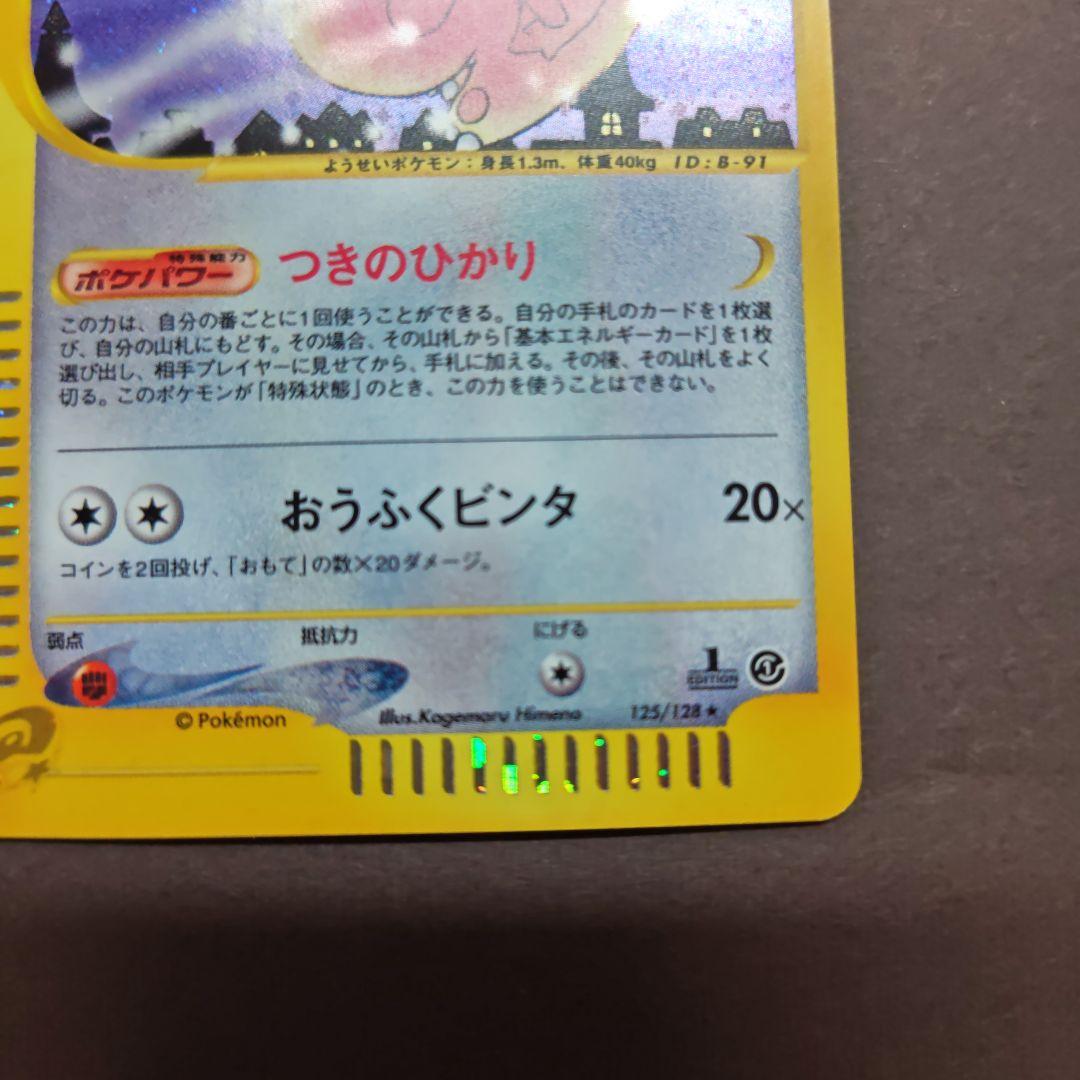 ようせいポケモン：身長1.3m、体重40kg ID:B-91
特殊能力
ポケパワー つきのひかり
この力は、自分の番ごとに1回使うことができる。自分の手札のカードを1枚選
び、自分の山札にもどす。その場合、その山札から「基本エネルギーカード」を1枚
選び出し、相手プレイヤーに見せてから、手札に加える。その後、その山札をよく
切る。このポケモンが「特殊状態」のとき、この力を使うことはできない。
おうふくビンタ 20×
コインを2回投げ、「おもて」の数×20ダメージ。
弱点 抵抗力 にげる
1 EDITION
©Pokémon Illus.Kagemaru Himeno 125/128★